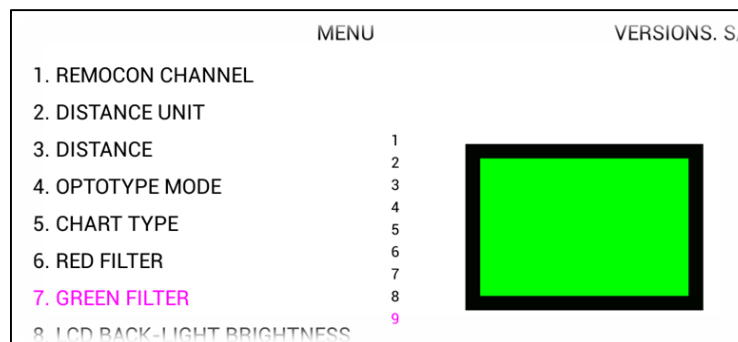 MENU VERSIONS. S/
1. REMOCON CHANNEL
2. DISTANCE UNIT
3. DISTANCE
4. OPTOTYPE MODE
5. CHART TYPE
6. RED FILTER
7. GREEN FILTER
8. LCD BACK-LIGHT BRIGHTNESS
1
2
3
4
5
6
7
8
9